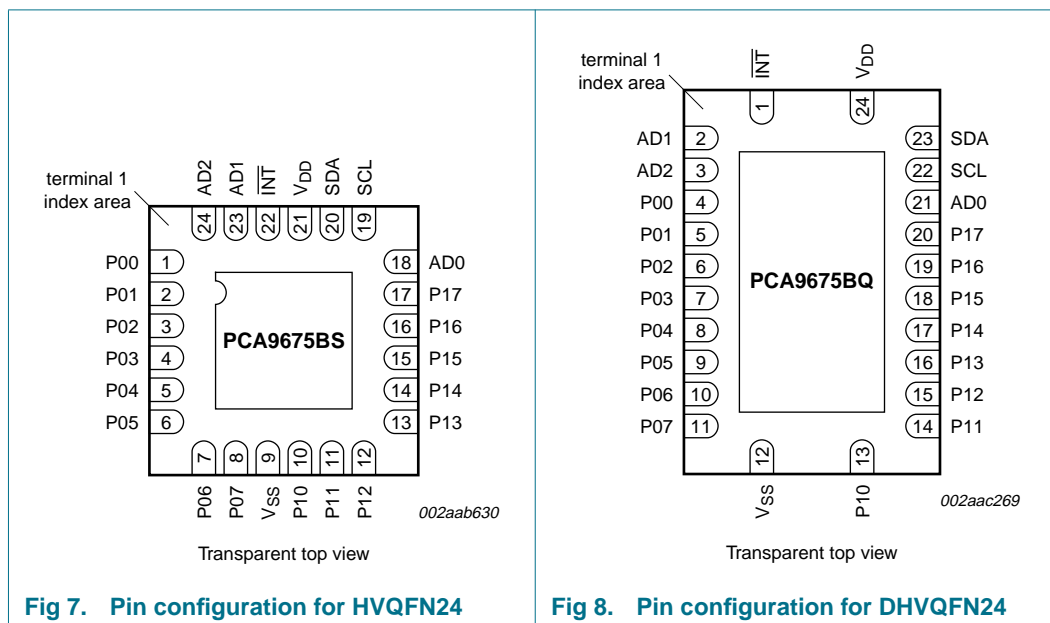 terminal 1
index area
AD2
AD1
INT
VDD
SDA
SCL
24
23
22
21
20
19
P00 1
P01 2
P02 3
P03 4
P04 5
P05 6
18 AD0
17 P17
16 P16
15 P15
14 P14
13 P13
PCA9675BS
7
8
9
10
11
12
P06
P07
VSS
P10
P11
P12
002aab630
Transparent top view
Fig 7. Pin configuration for HVQFN24
terminal 1
index area
INT
VDD
1
24
AD1 2
AD2 3
P00 4
P01 5
P02 6
P03 7
P04 8
P05 9
P06 10
P07 11
23 SDA
22 SCL
21 AD0
20 P17
19 P16
18 P15
17 P14
16 P13
15 P12
14 P11
PCA9675BQ
12
13
VSS
P10
002aac269
Transparent top view
Fig 8. Pin configuration for DHVQFN24